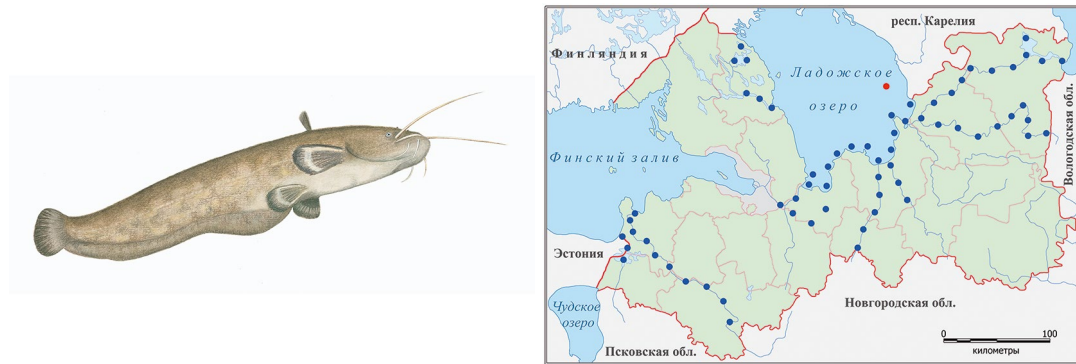 респ. Карелия
Финляндия
Ладожское
озеро
Вологодская обл.
Финский залив
Эстония
Чудское
озеро
Новгородская обл.
Псковская обл.
0 100
километры